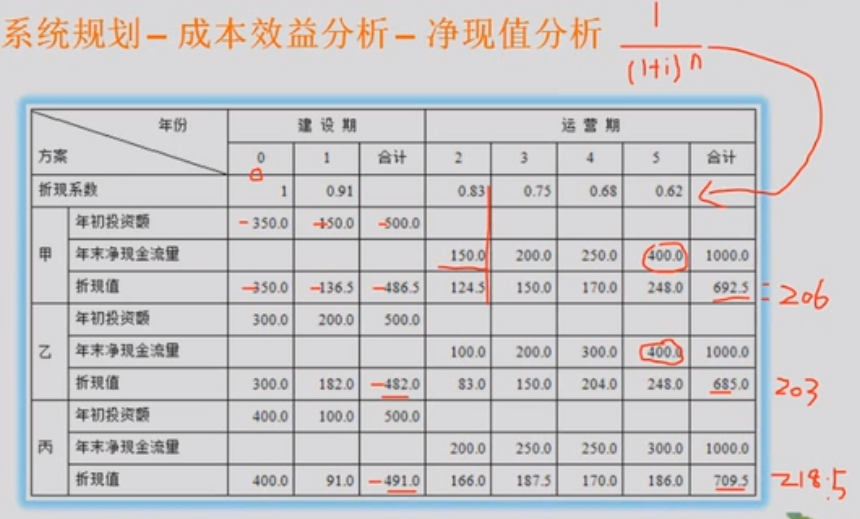 系统规划－成本效益分析－净现值分析 1/(1+i)^n
年份 建设期 运营期
方案 0 1 合计 2 3 4 5 合计
0
折现系数 1 0.91 0.83 0.75 0.68 0.62
甲 年初投资额 -350.0 -150.0 -500.0
年末净现金流量 150.0 200.0 250.0 400.0 1000.0
折现值 -350.0 -136.5 -486.5 124.5 150.0 170.0 248.0 692.5 =206
乙 年初投资额 300.0 200.0 500.0
年末净现金流量 100.0 200.0 300.0 400.0 1000.0
折现值 300.0 182.0 -482.0 83.0 150.0 204.0 248.0 685.0 203
丙 年初投资额 400.0 100.0 500.0
年末净现金流量 200.0 250.0 250.0 300.0 1000.0
折现值 400.0 91.0 -491.0 166.0 187.5 170.0 186.0 709.5 218.5